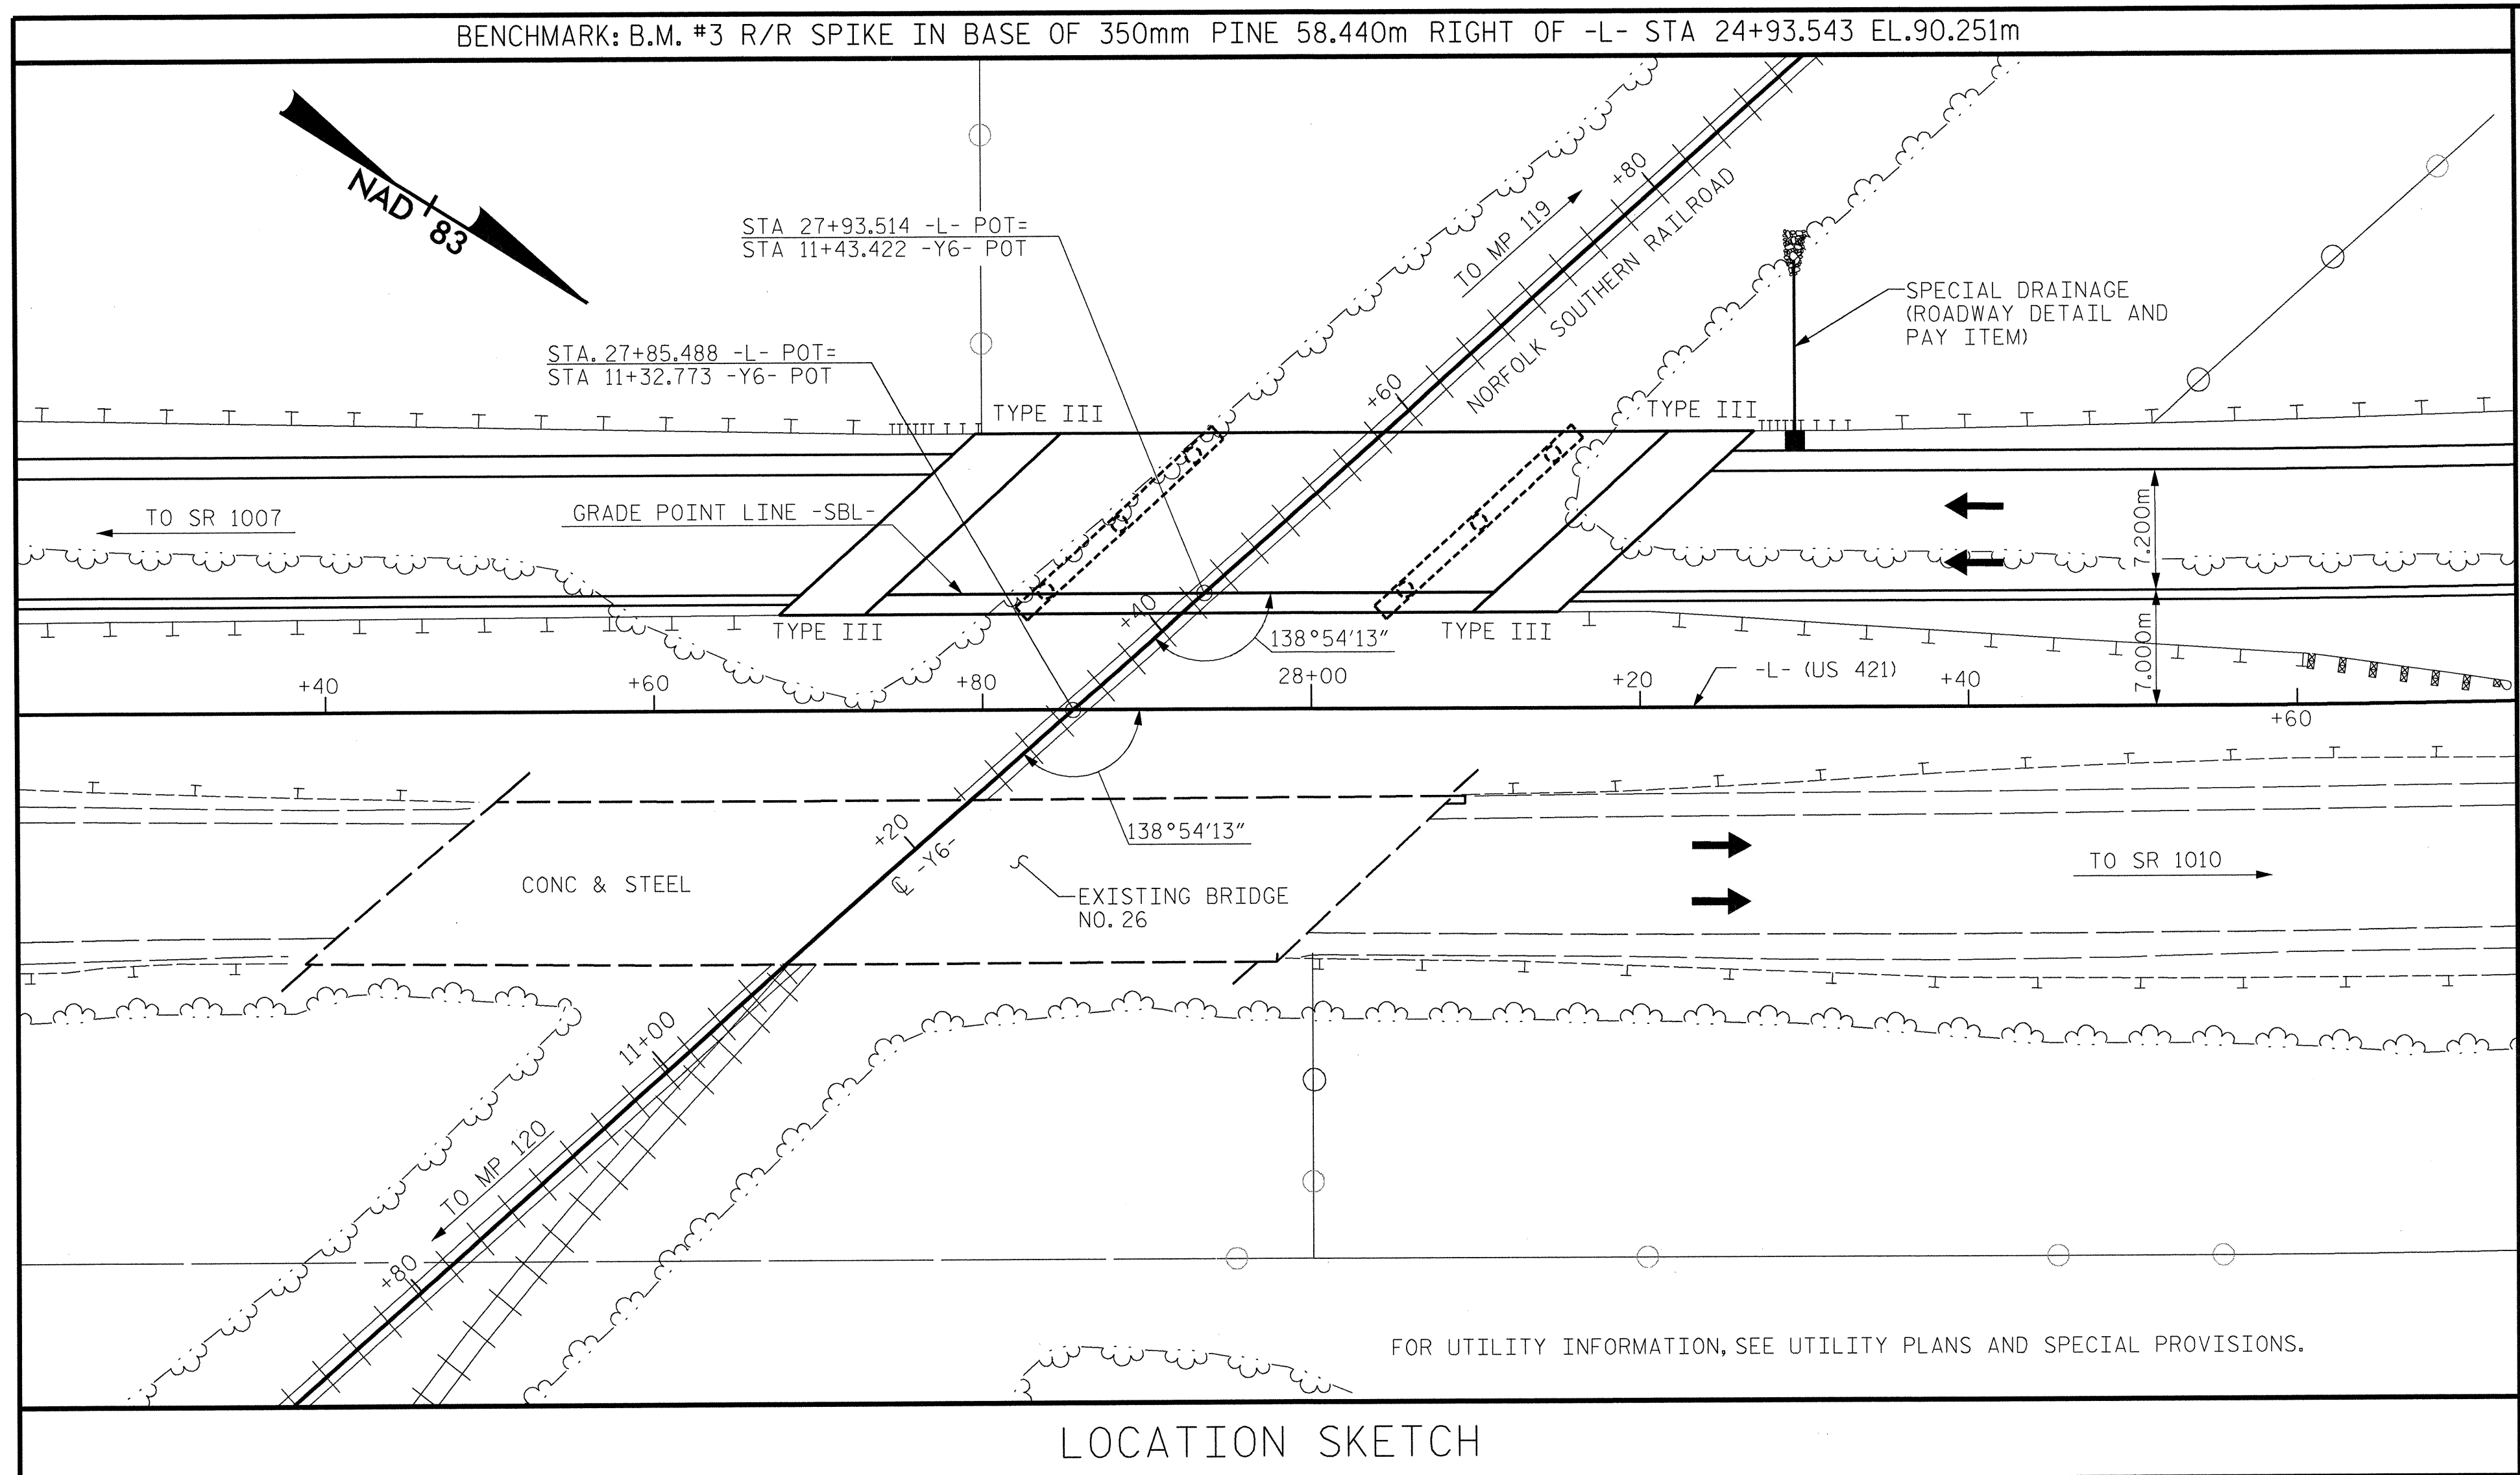 BENCHMARK: B.M. #3 R/R SPIKE IN BASE OF 350mm PINE 58.440m RIGHT OF -L- STA 24+93.543 EL.90.251m
NAD 83
STA 27+93.514 -L- POT=
STA 11+43.422 -Y6- POT
STA. 27+85.488 -L- POT=
STA 11+32.773 -Y6- POT
+80
TO MP 119
NORFOLK SOUTHERN RAILROAD
SPECIAL DRAINAGE
(ROADWAY DETAIL AND
PAY ITEM)
+60
TYPE III
TYPE III
TO SR 1007
GRADE POINT LINE -SBL-
7.200m
+40
TYPE III
TYPE III
138°54'13"
7.000m
+40
+60
+80
28+00
+20
-L- (US 421)
+40
+60
+20
℄ -Y6-
138°54'13"
CONC & STEEL
EXISTING BRIDGE
NO. 26
TO SR 1010
11+00
TO MP 120
+80
FOR UTILITY INFORMATION, SEE UTILITY PLANS AND SPECIAL PROVISIONS.
LOCATION SKETCH